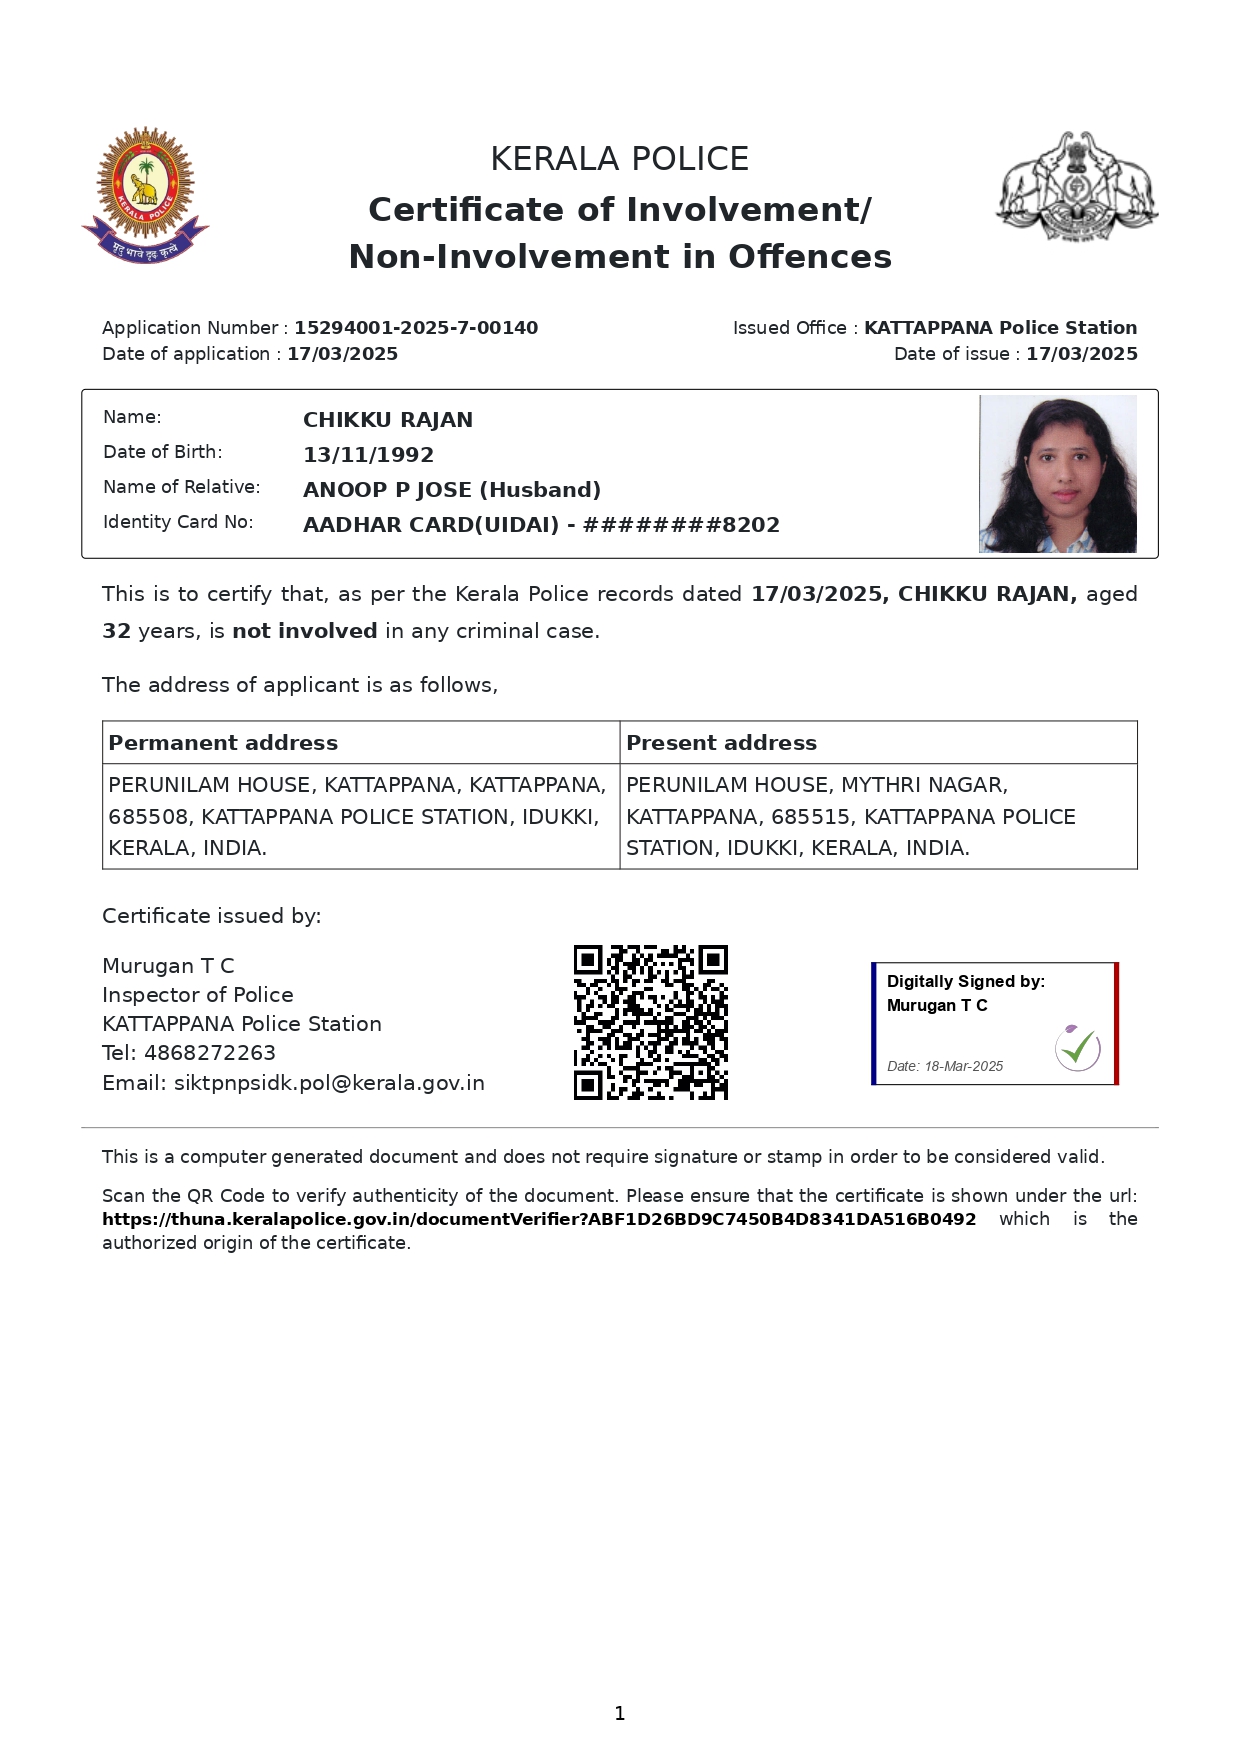 KERALA POLICE
Certificate of Involvement/
Non-Involvement in Offences
KERALA POLICE
मृदु भावे दृढ़ कृत्ये
Application Number : 15294001-2025-7-00140
Issued Office : KATTAPPANA Police Station
Date of application : 17/03/2025
Date of issue : 17/03/2025
Name: CHIKKU RAJAN
Date of Birth: 13/11/1992
Name of Relative: ANOOP P JOSE (Husband)
Identity Card No: AADHAR CARD(UIDAI) - ########8202
This is to certify that, as per the Kerala Police records dated 17/03/2025, CHIKKU RAJAN, aged
32 years, is not involved in any criminal case.
The address of applicant is as follows,
Permanent address
Present address
PERUNILAM HOUSE, KATTAPPANA, KATTAPPANA,
685508, KATTAPPANA POLICE STATION, IDUKKI,
KERALA, INDIA.
PERUNILAM HOUSE, MYTHRI NAGAR,
KATTAPPANA, 685515, KATTAPPANA POLICE
STATION, IDUKKI, KERALA, INDIA.
Certificate issued by:
Murugan T C
Inspector of Police
KATTAPPANA Police Station
Tel: 4868272263
Email: siktpnpsidk.pol@kerala.gov.in
Digitally Signed by:
Murugan T C
Date: 18-Mar-2025
This is a computer generated document and does not require signature or stamp in order to be considered valid.
Scan the QR Code to verify authenticity of the document. Please ensure that the certificate is shown under the url:
https://thuna.keralapolice.gov.in/documentVerifier?ABF1D26BD9C7450B4D8341DA516B0492 which is the
authorized origin of the certificate.
1